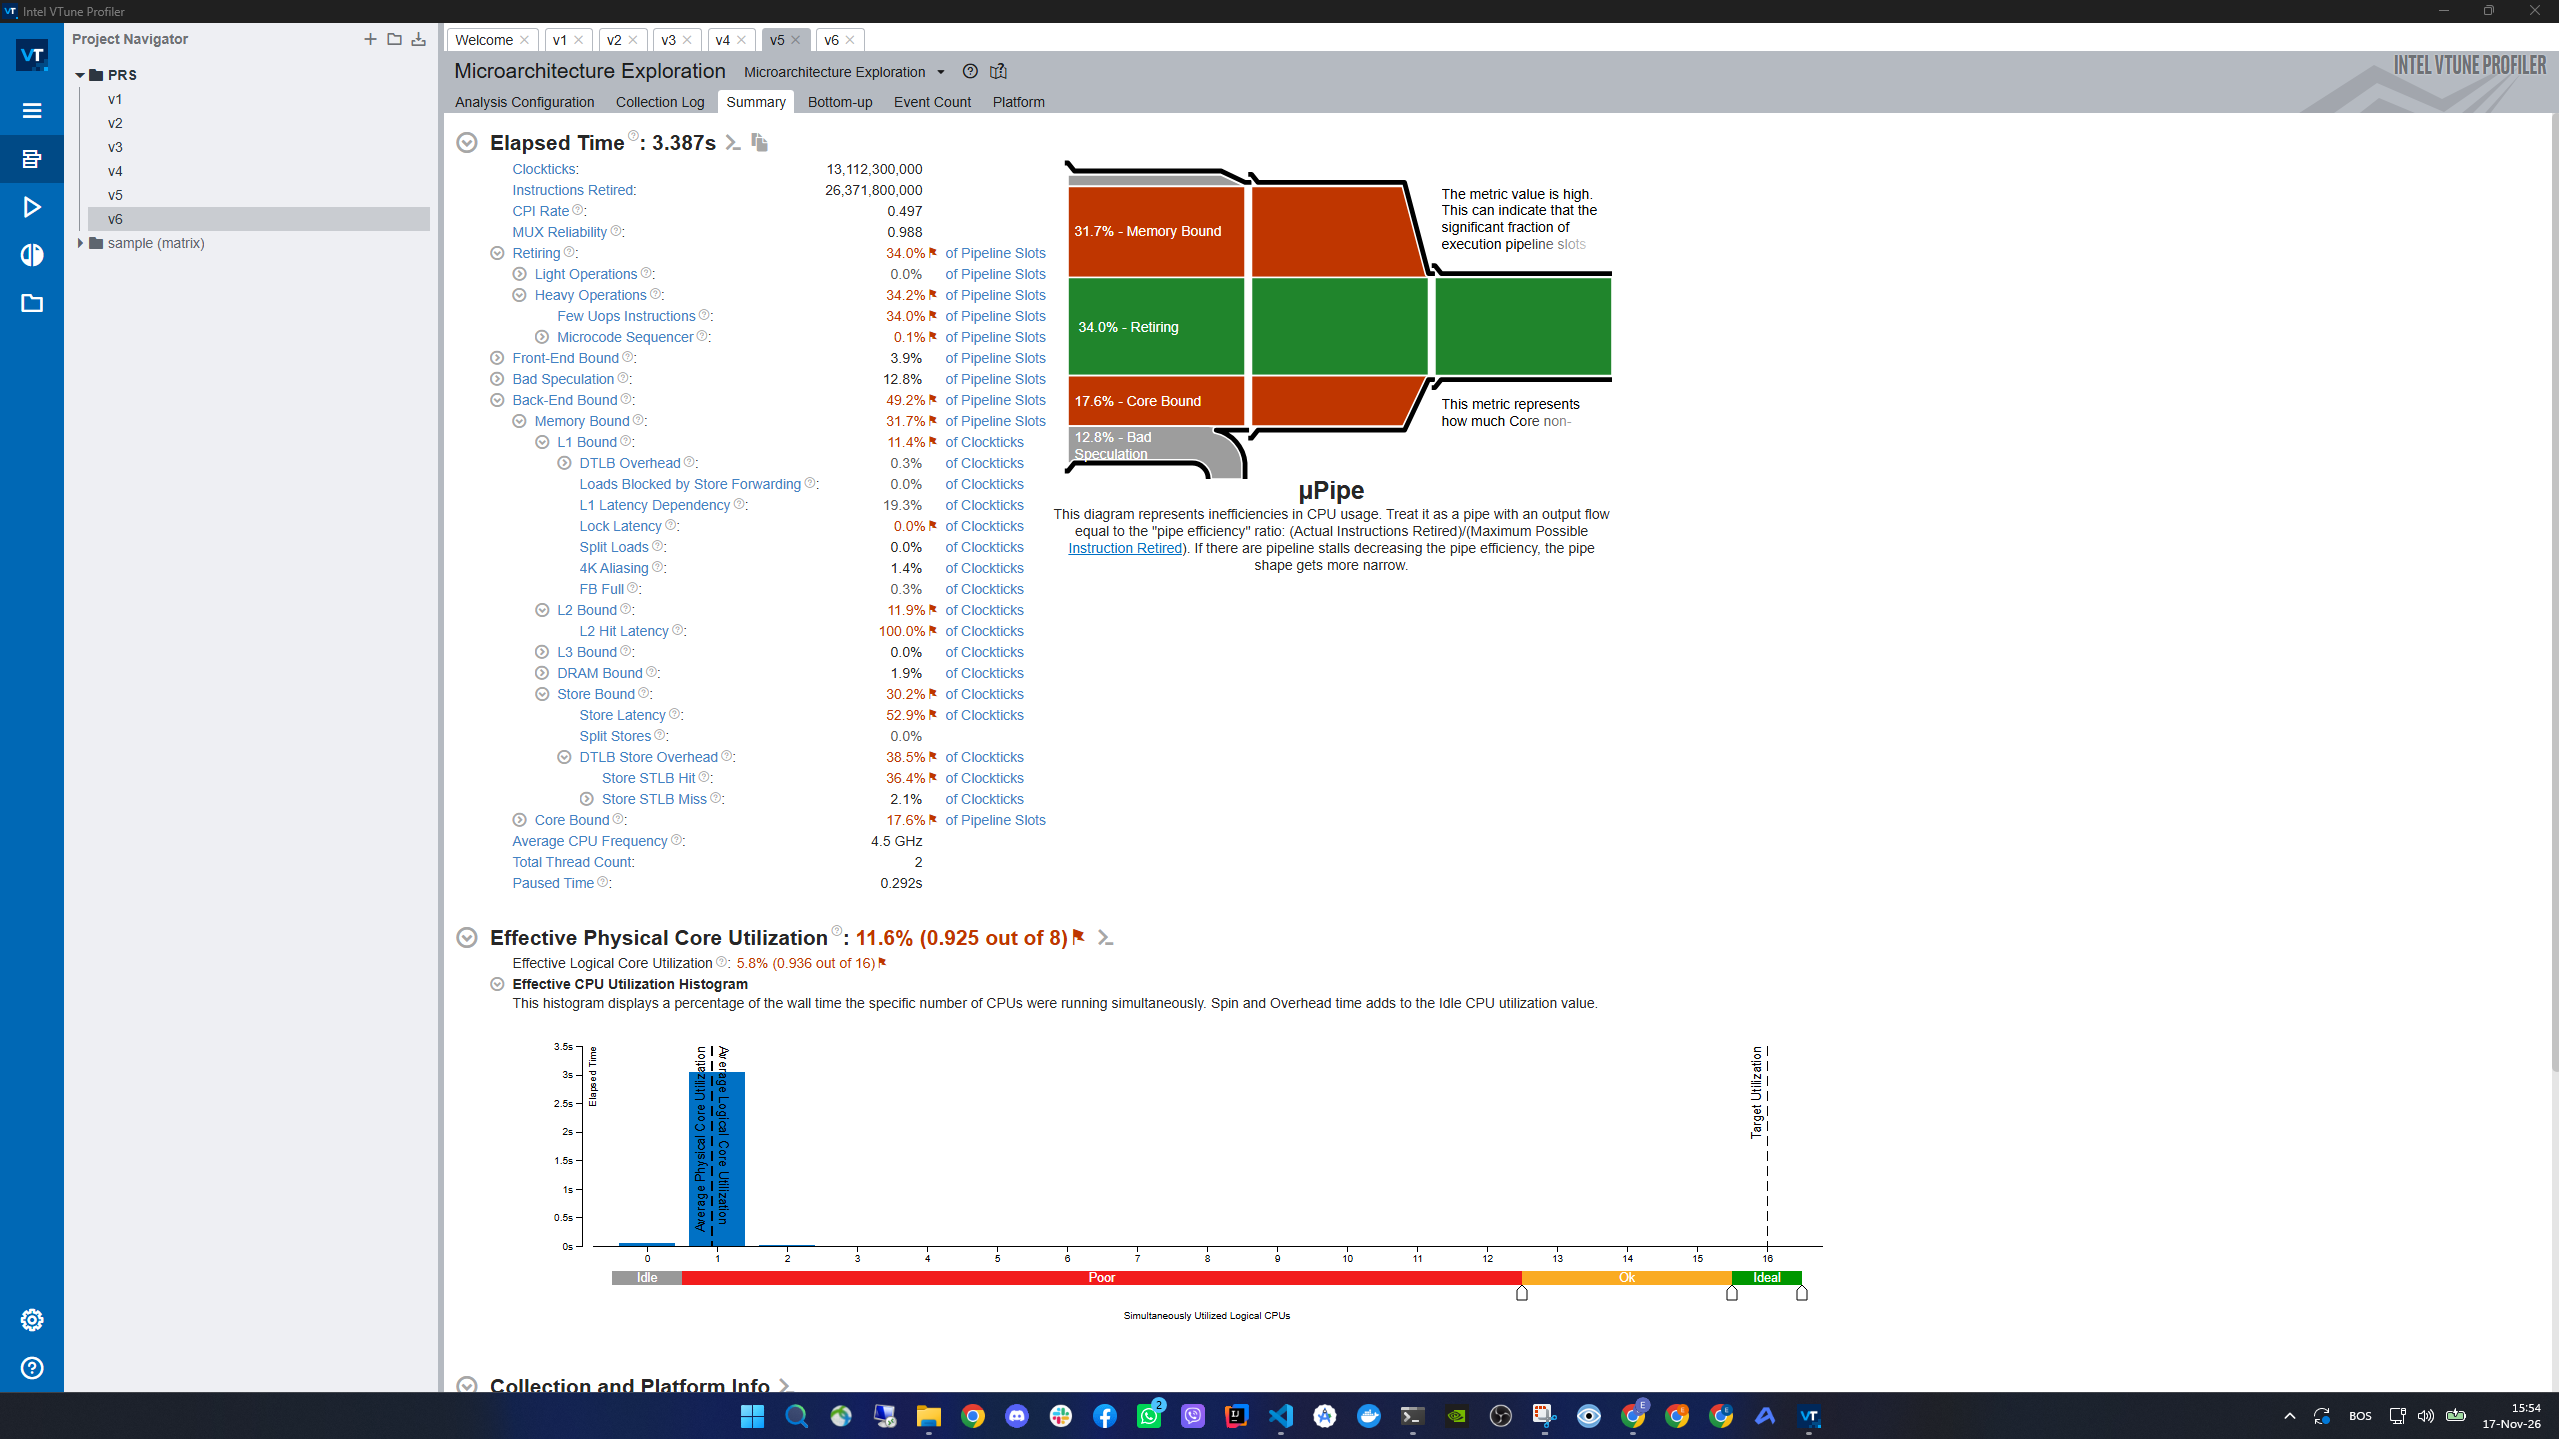 VT Intel VTune Profiler
Project Navigator
VT
PRS
v1
v2
v3
v4
v5
v6
sample (matrix)
Welcome
v1
v2
v3
v4
v5
v6
Microarchitecture Exploration Microarchitecture Exploration
INTEL VTUNE PROFILER
Analysis Configuration Collection Log Summary Bottom-up Event Count Platform
Elapsed Time: 3.387s
Clockticks: 13,112,300,000
Instructions Retired: 26,371,800,000
CPI Rate: 0.497
MUX Reliability: 0.988
Retiring: 34.0% of Pipeline Slots
Light Operations: 0.0% of Pipeline Slots
Heavy Operations: 34.2% of Pipeline Slots
Few Uops Instructions: 34.0% of Pipeline Slots
Microcode Sequencer: 0.1% of Pipeline Slots
Front-End Bound: 3.9% of Pipeline Slots
Bad Speculation: 12.8% of Pipeline Slots
Back-End Bound: 49.2% of Pipeline Slots
Memory Bound: 31.7% of Pipeline Slots
L1 Bound: 11.4% of Clockticks
DTLB Overhead: 0.3% of Clockticks
Loads Blocked by Store Forwarding: 0.0% of Clockticks
L1 Latency Dependency: 19.3% of Clockticks
Lock Latency: 0.0% of Clockticks
Split Loads: 0.0% of Clockticks
4K Aliasing: 1.4% of Clockticks
FB Full: 0.3% of Clockticks
L2 Bound: 11.9% of Clockticks
L2 Hit Latency: 100.0% of Clockticks
L3 Bound: 0.0% of Clockticks
DRAM Bound: 1.9% of Clockticks
Store Bound: 30.2% of Clockticks
Store Latency: 52.9% of Clockticks
Split Stores: 0.0%
DTLB Store Overhead: 38.5% of Clockticks
Store STLB Hit: 36.4% of Clockticks
Store STLB Miss: 2.1% of Clockticks
Core Bound: 17.6% of Pipeline Slots
Average CPU Frequency: 4.5 GHz
Total Thread Count: 2
Paused Time: 0.292s
31.7% - Memory Bound
34.0% - Retiring
17.6% - Core Bound
12.8% - Bad
Speculation
The metric value is high.
This can indicate that the
significant fraction of
execution pipeline slots
This metric represents
how much Core non-
µPipe
This diagram represents inefficiencies in CPU usage. Treat it as a pipe with an output flow
equal to the "pipe efficiency" ratio: (Actual Instructions Retired)/(Maximum Possible
Instruction Retired). If there are pipeline stalls decreasing the pipe efficiency, the pipe
shape gets more narrow.
Effective Physical Core Utilization: 11.6% (0.925 out of 8)
Effective Logical Core Utilization: 5.8% (0.936 out of 16)
Effective CPU Utilization Histogram
This histogram displays a percentage of the wall time the specific number of CPUs were running simultaneously. Spin and Overhead time adds to the Idle CPU utilization value.
3.5s
3s
2.5s
2s
1.5s
1s
0.5s
0s
Elapsed Time
Average Physical Core Utilization
Average Logical Core Utilization
Target Utilization
0 1 2 3 4 5 6 7 8 9 10 11 12 13 14 15 16
Idle Poor Ok Ideal
Simultaneously Utilized Logical CPUs
Collection and Platform Info
2
E
VT
BOS
15:54
17-Nov-26